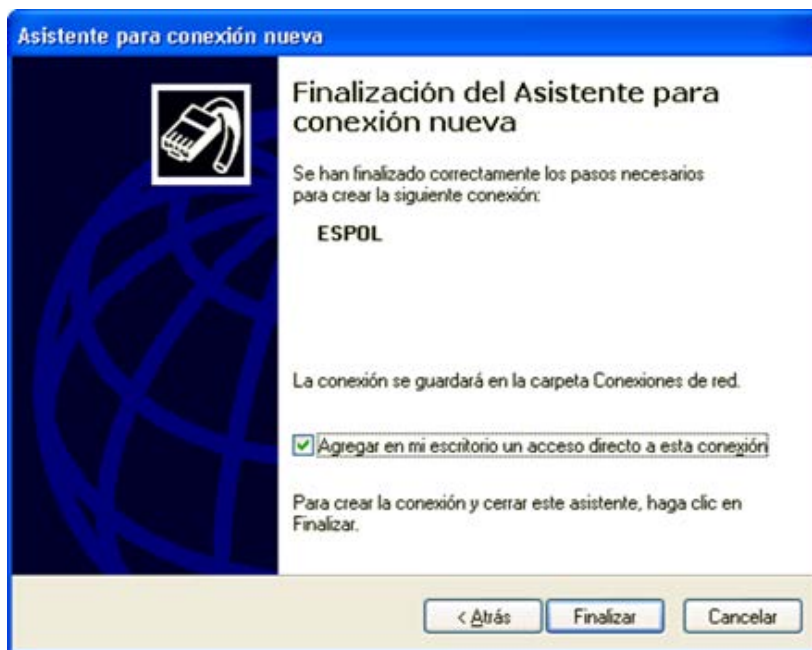 Asistente para conexión nueva
Finalización del Asistente para
conexión nueva
Se han finalizado correctamente los pasos necesarios
para crear la siguiente conexión:
ESPOL
La conexión se guardará en la carpeta Conexiones de red.
Agregar en mi escritorio un acceso directo a esta conexión
Para crear la conexión y cerrar este asistente, haga clic en
Finalizar.
< Atrás
Finalizar
Cancelar